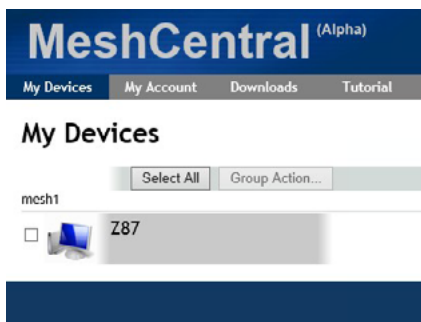 MeshCentral (Alpha)
My Devices My Account Downloads Tutorial
My Devices
Select All Group Action...
mesh1
Z87